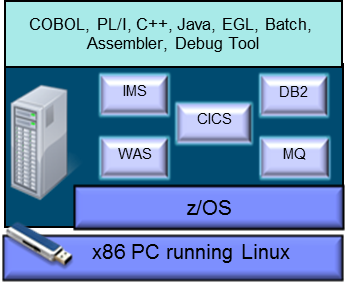 COBOL, PL/I, C++, Java, EGL, Batch,
Assembler, Debug Tool
IMS
DB2
CICS
WAS
MQ
z/OS
x86 PC running Linux